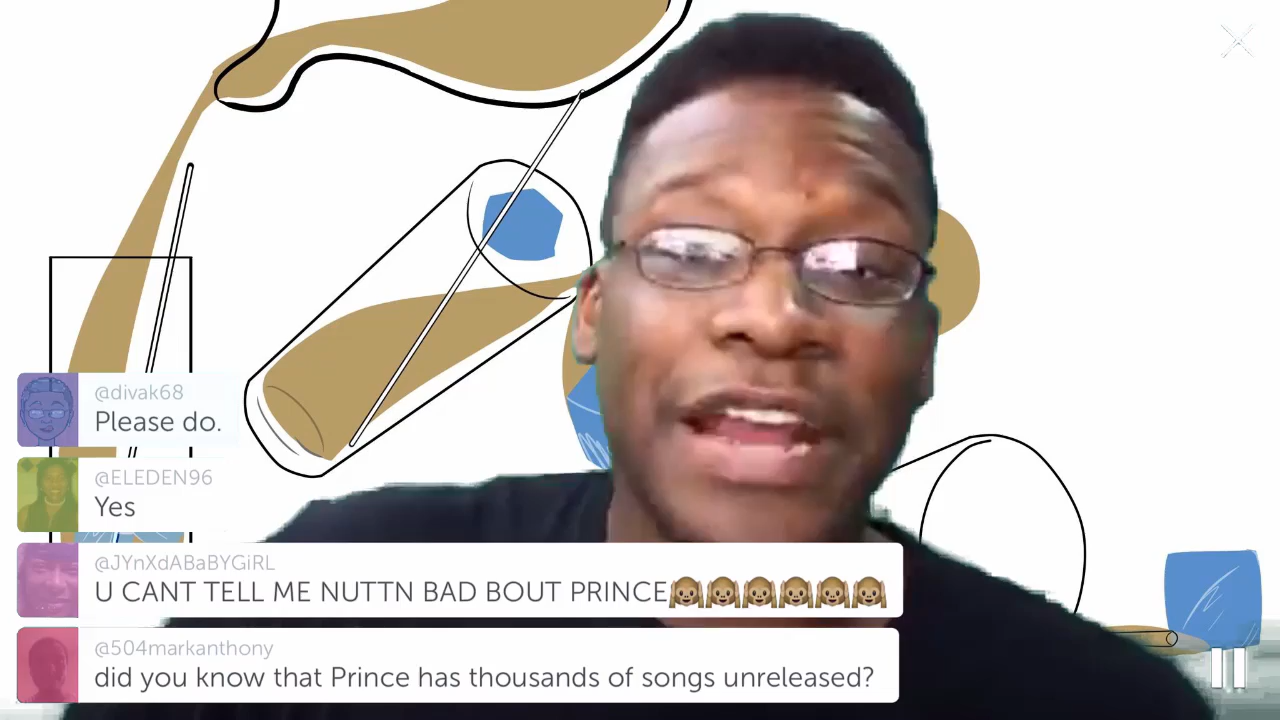 @divak68
Please do.
@ELEDEN96
Yes
@JYnXdABaBYGiRL
U CANT TELL ME NUTTN BAD BOUT PRINCE🙉🙉🙉🙉🙉🙉
@504markanthony
did you know that Prince has thousands of songs unreleased?